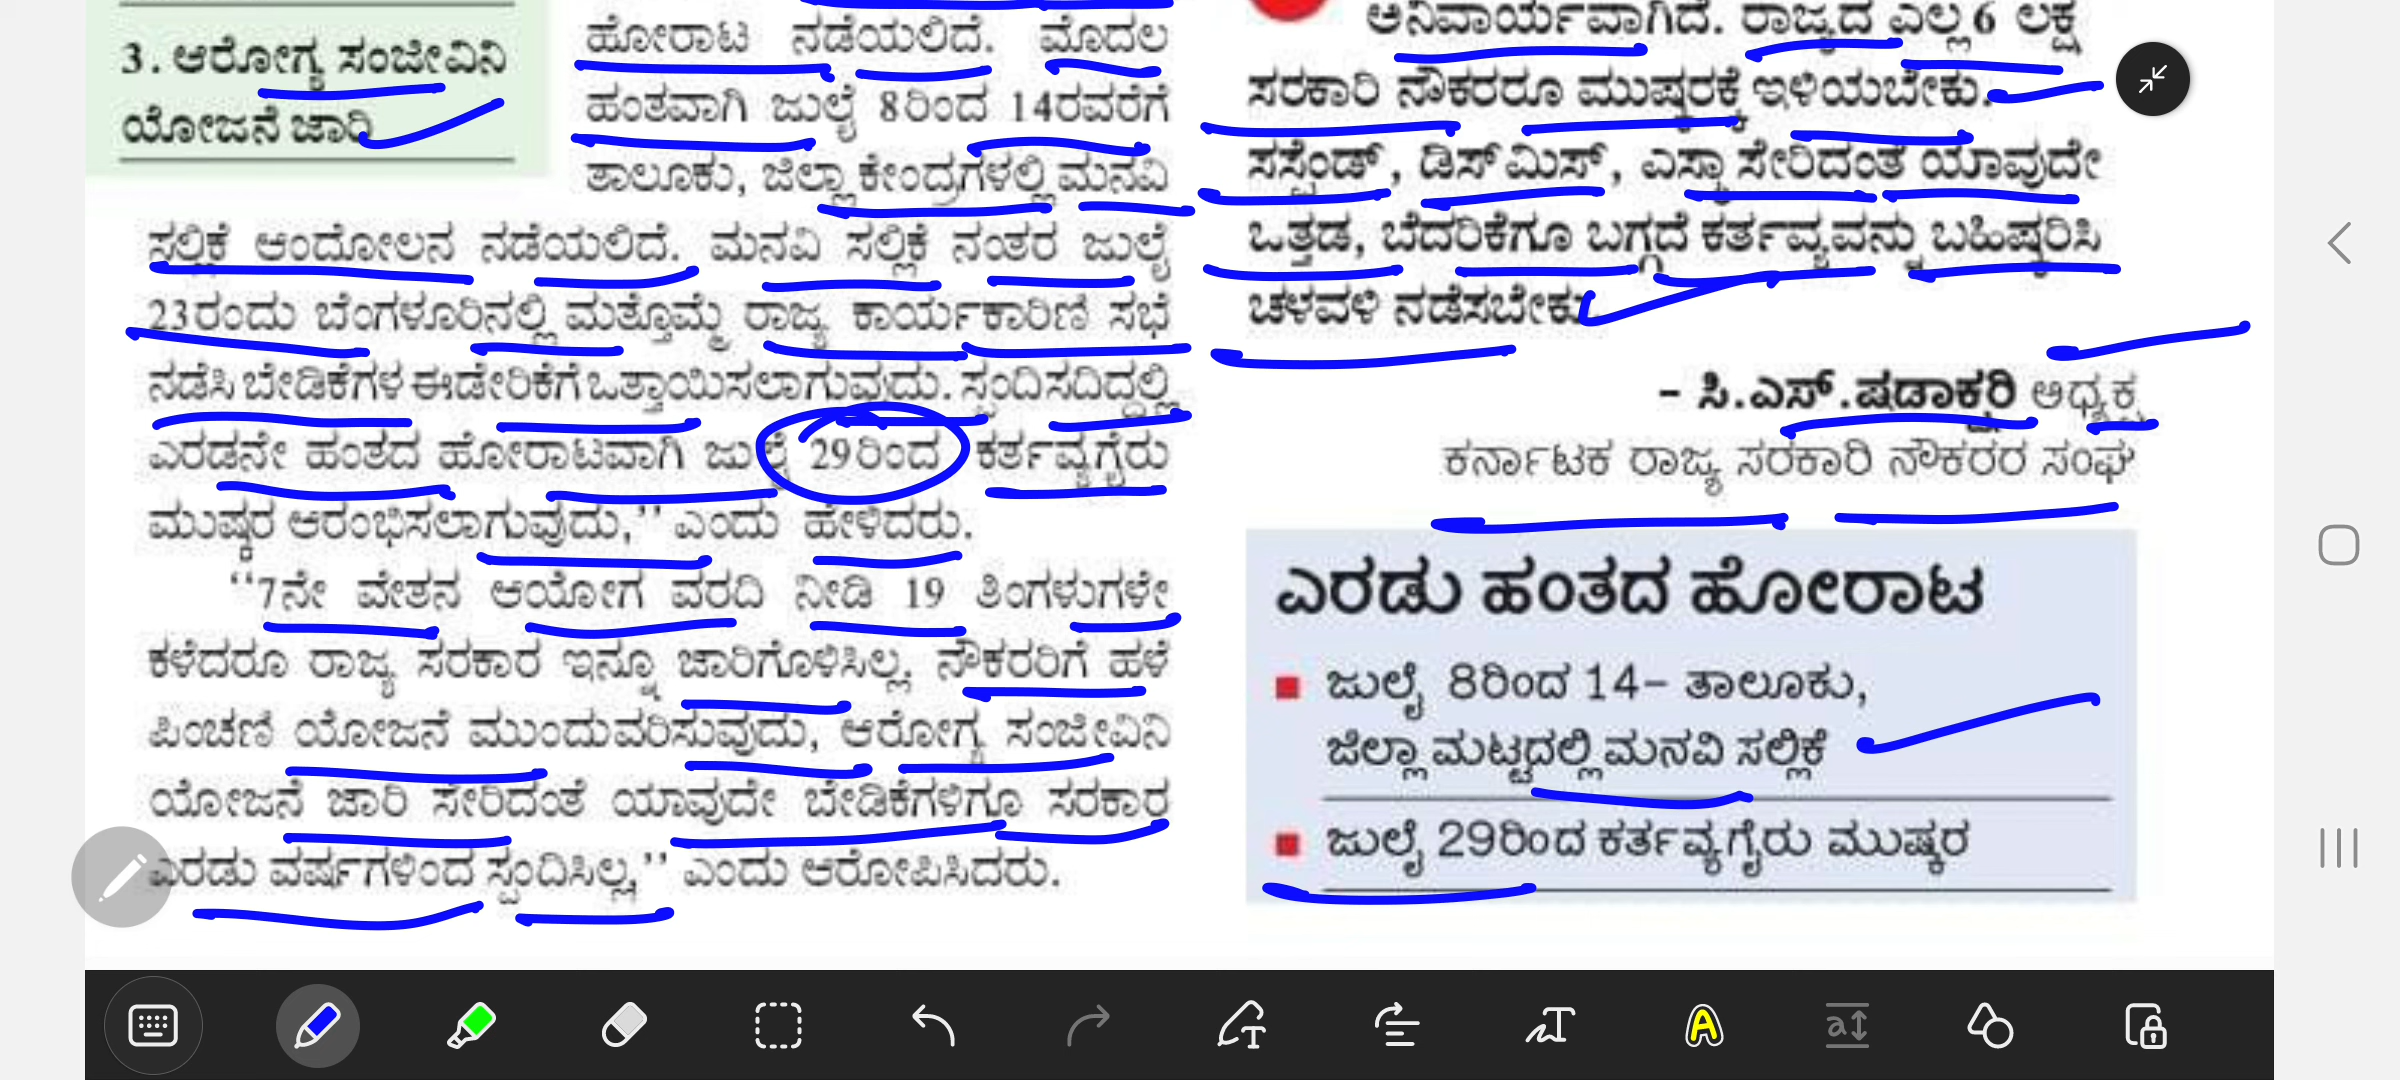 3. ಆರೋಗ್ಯ ಸಂಜೀವಿನಿ
ಯೋಜನೆ ಜಾರಿ
ಹೋರಾಟ ನಡೆಯಲಿದೆ. ಮೊದಲ
ಹಂತವಾಗಿ ಜುಲೈ 8ರಿಂದ 14ರವರೆಗೆ
ತಾಲೂಕು, ಜಿಲ್ಲಾ ಕೇಂದ್ರಗಳಲ್ಲಿ ಮನವಿ
ಸಲ್ಲಿಕೆ ಆಂದೋಲನ ನಡೆಯಲಿದೆ. ಮನವಿ ಸಲ್ಲಿಕೆ ನಂತರ ಜುಲೈ
23ರಂದು ಬೆಂಗಳೂರಿನಲ್ಲಿ ಮತ್ತೊಮ್ಮೆ ರಾಜ್ಯ ಕಾರ್ಯಕಾರಿಣಿ ಸಭೆ
ನಡೆಸಿ ಬೇಡಿಕೆಗಳ ಈಡೇರಿಕೆಗೆ ಒತ್ತಾಯಿಸಲಾಗುವುದು. ಸ್ಪಂದಿಸದಿದ್ದಲ್ಲಿ
ಎರಡನೇ ಹಂತದ ಹೋರಾಟವಾಗಿ ಜುಲೈ 29ರಿಂದ ಕರ್ತವ್ಯಗೈರು
ಮುಷ್ಕರ ಆರಂಭಿಸಲಾಗುವುದು,'' ಎಂದು ಹೇಳಿದರು.
''7ನೇ ವೇತನ ಆಯೋಗ ವರದಿ ನೀಡಿ 19 ತಿಂಗಳುಗಳೇ
ಕಳೆದರೂ ರಾಜ್ಯ ಸರಕಾರ ಇನ್ನೂ ಜಾರಿಗೊಳಿಸಿಲ್ಲ. ನೌಕರರಿಗೆ ಹಳೆ
ಪಿಂಚಣಿ ಯೋಜನೆ ಮುಂದುವರಿಸುವುದು, ಆರೋಗ್ಯ ಸಂಜೀವಿನಿ
ಯೋಜನೆ ಜಾರಿ ಸೇರಿದಂತೆ ಯಾವುದೇ ಬೇಡಿಕೆಗಳಿಗೂ ಸರಕಾರ
ಎರಡು ವರ್ಷಗಳಿಂದ ಸ್ಪಂದಿಸಿಲ್ಲ,'' ಎಂದು ಆರೋಪಿಸಿದರು.
ಅನಿವಾರ್ಯವಾಗಿದೆ. ರಾಜ್ಯದ ಎಲ್ಲ 6 ಲಕ್ಷ
ಸರಕಾರಿ ನೌಕರರೂ ಮುಷ್ಕರಕ್ಕೆ ಇಳಿಯಬೇಕು.
ಸಸ್ಪೆಂಡ್, ಡಿಸ್‌ಮಿಸ್, ಎಸ್ಮಾ ಸೇರಿದಂತೆ ಯಾವುದೇ
ಒತ್ತಡ, ಬೆದರಿಕೆಗೂ ಬಗ್ಗದೆ ಕರ್ತವ್ಯವನ್ನು ಬಹಿಷ್ಕರಿಸಿ
ಚಳವಳಿ ನಡೆಸಬೇಕು.
- ಸಿ.ಎಸ್.ಷಡಾಕ್ಷರಿ ಅಧ್ಯಕ್ಷ
ಕರ್ನಾಟಕ ರಾಜ್ಯ ಸರಕಾರಿ ನೌಕರರ ಸಂಘ
ಎರಡು ಹಂತದ ಹೋರಾಟ
ಜುಲೈ 8ರಿಂದ 14- ತಾಲೂಕು,
ಜಿಲ್ಲಾ ಮಟ್ಟದಲ್ಲಿ ಮನವಿ ಸಲ್ಲಿಕೆ
ಜುಲೈ 29ರಿಂದ ಕರ್ತವ್ಯಗೈರು ಮುಷ್ಕರ